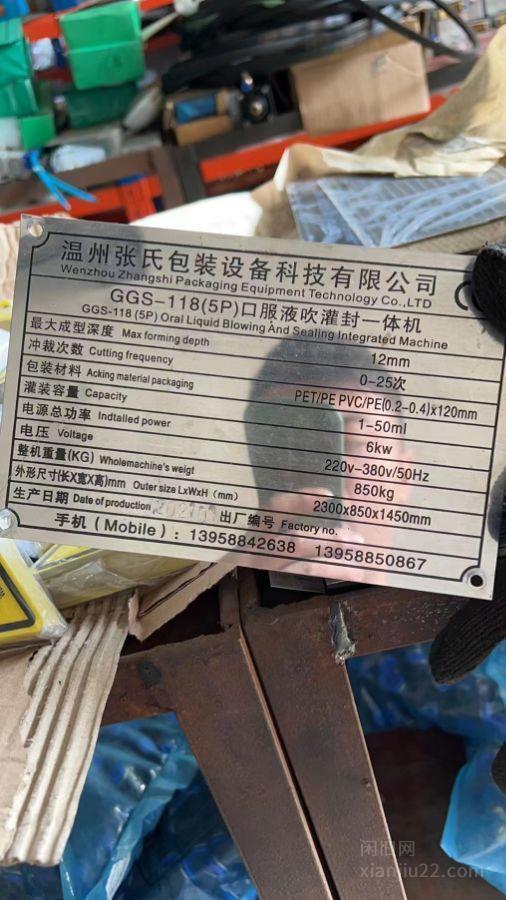 温州张氏包装设备科技有限公司
Wenzhou Zhangshi Packaging Equipment Technology Co.,LTD
GGS-118(5P)口服液吹灌封一体机
GGS-118 (5P) Oral Liquid Blowing And Sealing Integrated Machine
最大成型深度 Max forming depth 12mm
冲裁次数 Cutting frequency 0-25次
包装材料 Acking material packaging PET/PE PVC/PE(0.2-0.4)x120mm
灌装容量 Capacity 1-50ml
电源总功率 Indtalled power 6kw
电压 Voltage 220v-380v/50Hz
整机重量(KG) Wholemachine's weigt 850kg
外形尺寸(长X宽X高)mm Outer size LxWxH (mm) 2300x850x1450mm
生产日期 Date of production 出厂编号 Factory no.
手机 (Mobile) : 13958842638 13958850867
闲旧网
xianjiu22.com